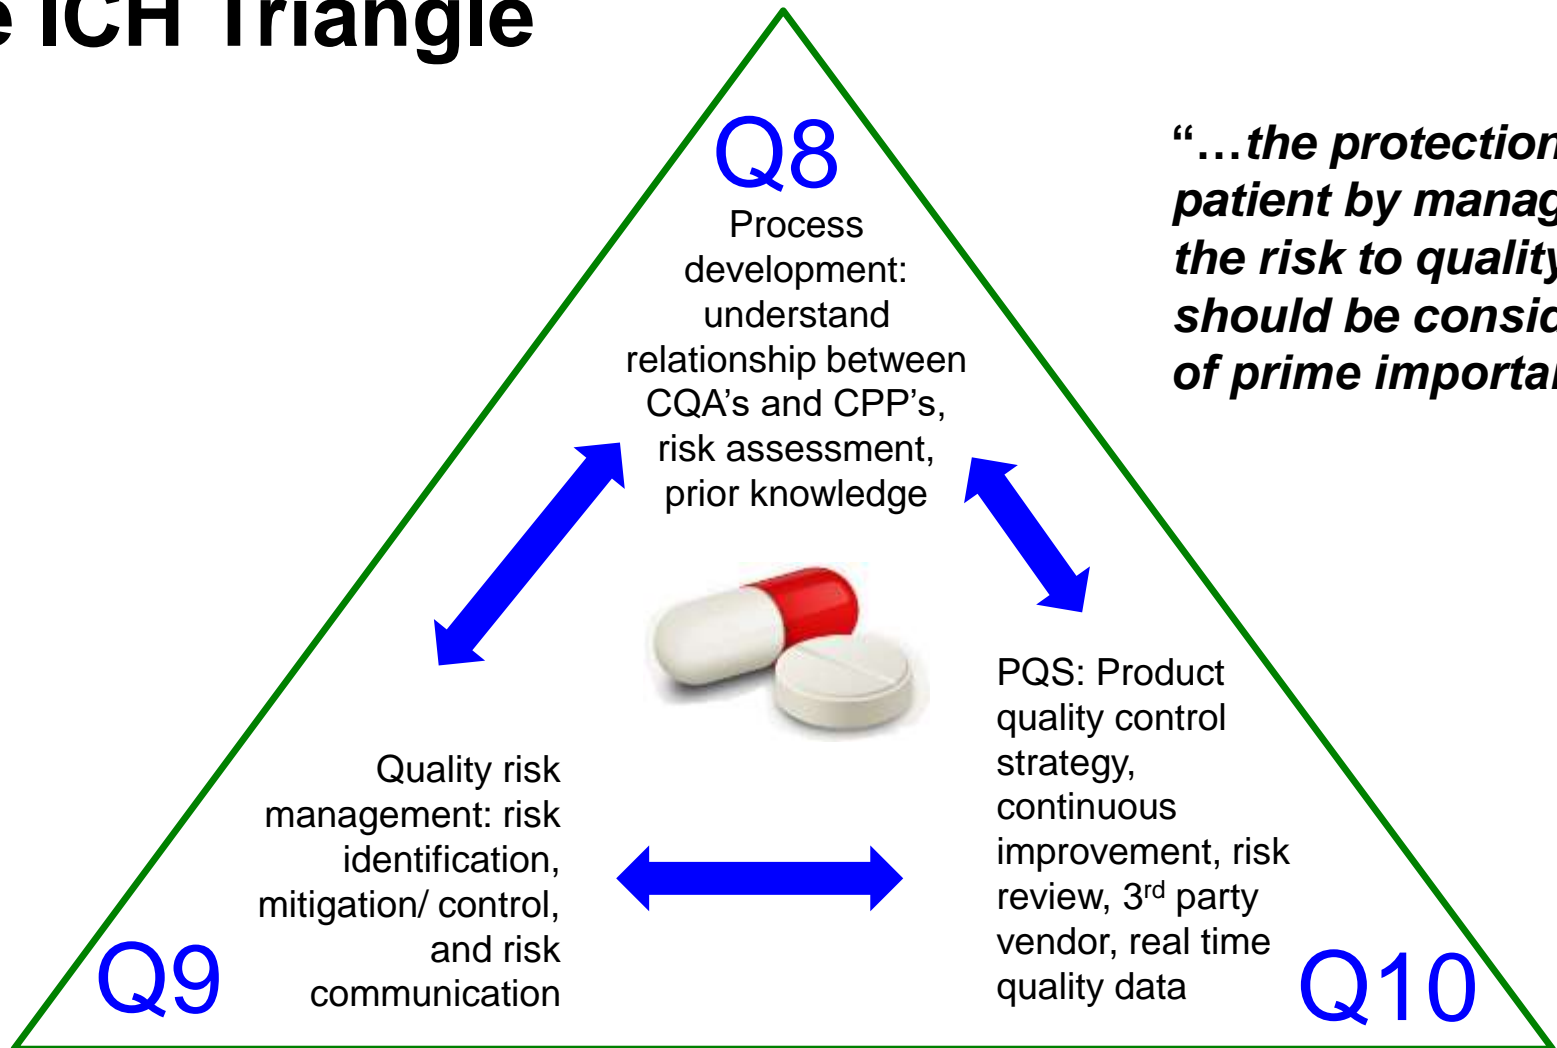 e ICH Triangle
“…the protection
patient by manag
the risk to quality
should be consid
of prime importa
Q8
Process
development:
understand
relationship between
CQA’s and CPP’s,
risk assessment,
prior knowledge
Quality risk
management: risk
identification,
mitigation/ control,
and risk
communication
Q9
PQS: Product
quality control
strategy,
continuous
improvement, risk
review, 3rd party
vendor, real time
quality data
Q10